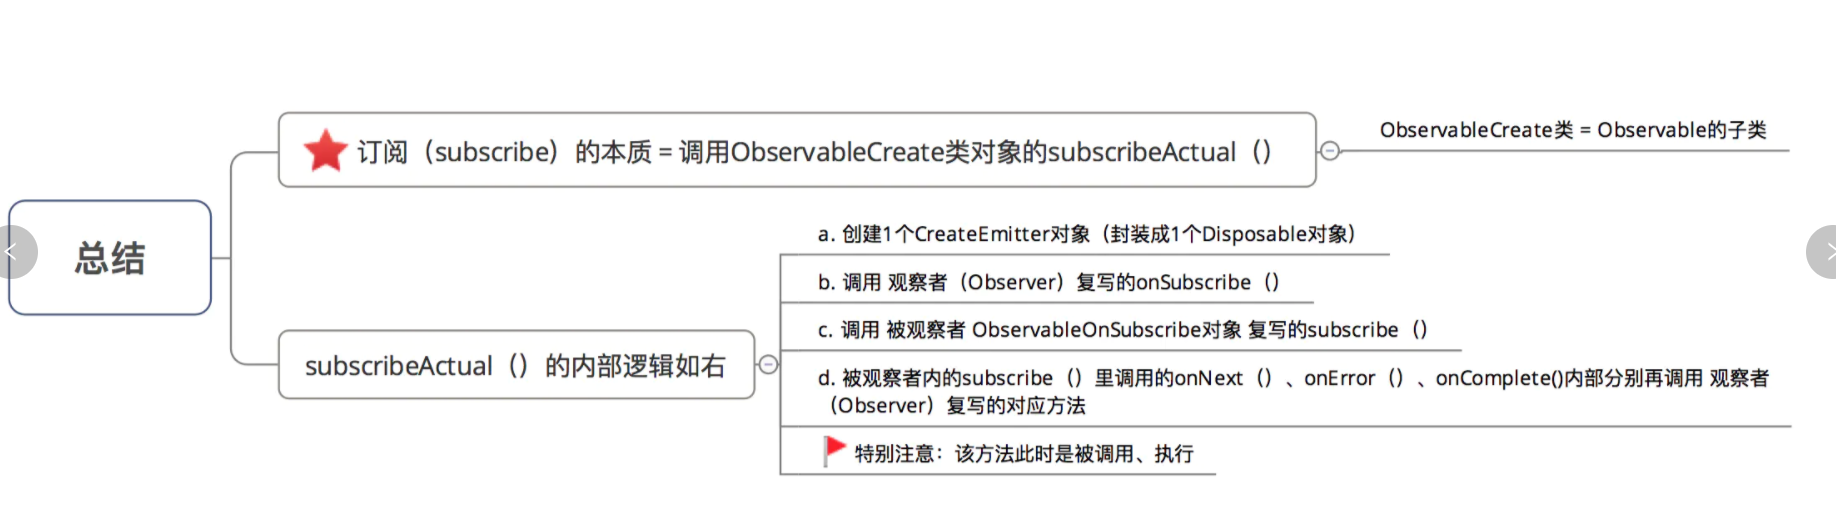 总结
订阅（subscribe）的本质 = 调用ObservableCreate类对象的subscribeActual（）
ObservableCreate类 = Observable的子类
subscribeActual（）的内部逻辑如右
a. 创建1个CreateEmitter对象（封装成1个Disposable对象）
b. 调用 观察者（Observer）复写的onSubscribe（）
c. 调用 被观察者 ObservableOnSubscribe对象 复写的subscribe（）
d. 被观察者内的subscribe（）里调用的onNext（）、onError（）、onComplete()内部分别再调用 观察者
（Observer）复写的对应方法
特别注意：该方法此时是被调用、执行